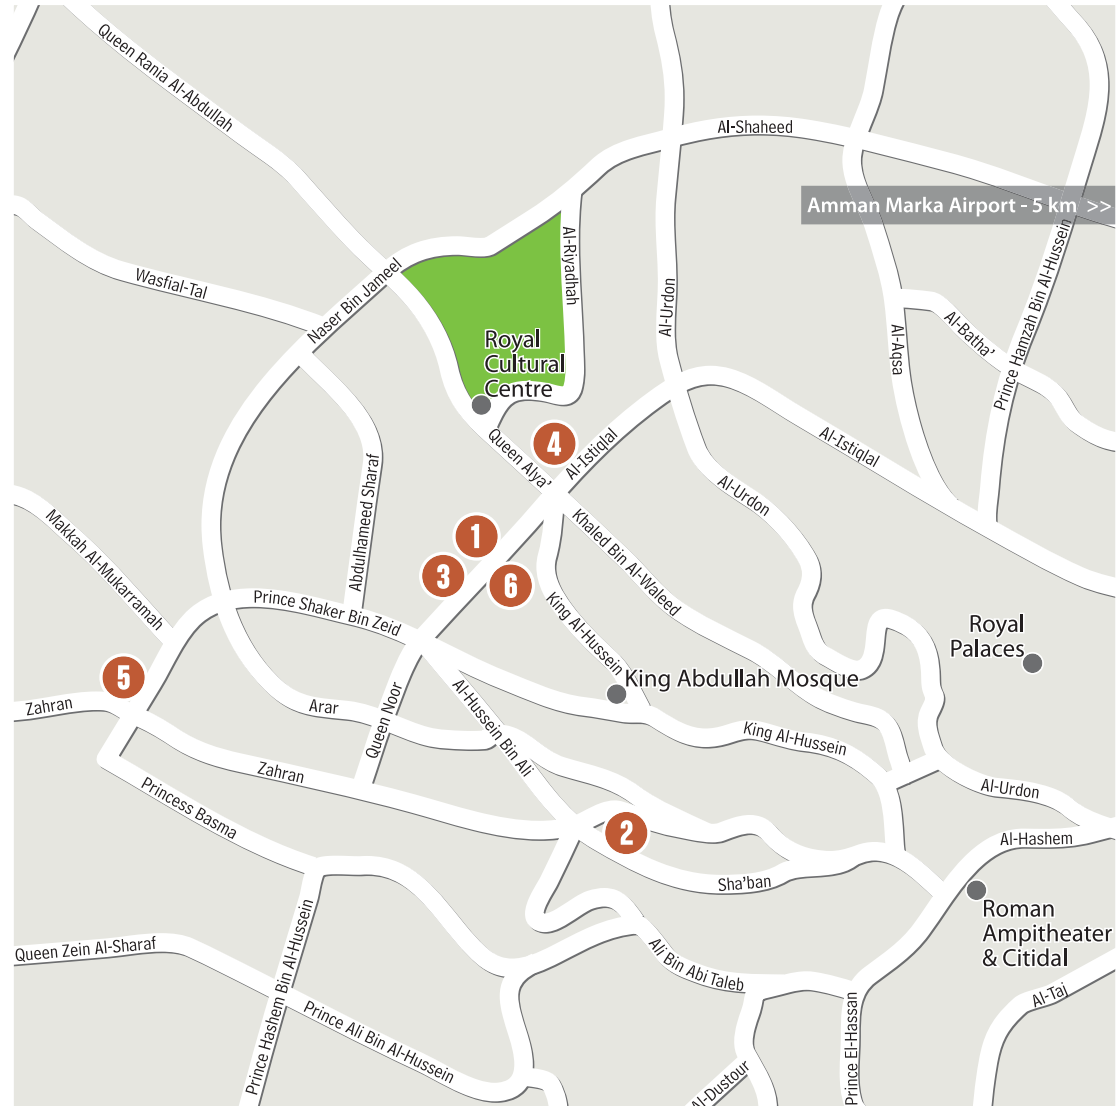 Queen Rania Al-Abdullah
Al-Shaheed
Amman Marka Airport - 5 km >>
Al-Riyadhah
Wasfial-Tal
Naser Bin Jameel
Al-Urdon
Prince Hamzah Bin Al-Hussein
Al-Batha'
Al-Aqsa
Royal
Cultural
Centre
Queen Alya'
4
Al-Istiqlal
Al-Istiqlal
Al-Urdon
Abdulhameed Sharaf
Makkah Al-Mukarramah
1
3
6
Khaled Bin Al-Waleed
Prince Shaker Bin Zeid
King Al-Hussein
Royal
Palaces
5
King Abdullah Mosque
Zahran
Arar
Queen Noor
Al-Hussein Bin Ali
King Al-Hussein
Zahran
Al-Urdon
Princess Basma
2
Al-Hashem
Sha'ban
Roman
Ampitheater
& Citidal
Queen Zein Al-Sharaf
Prince Hashem Bin Al-Hussein
Ali Bin Abi Taleb
Al-Taj
Prince Ali Bin Al-Hussein
Prince El-Hassan
Al-Dustour